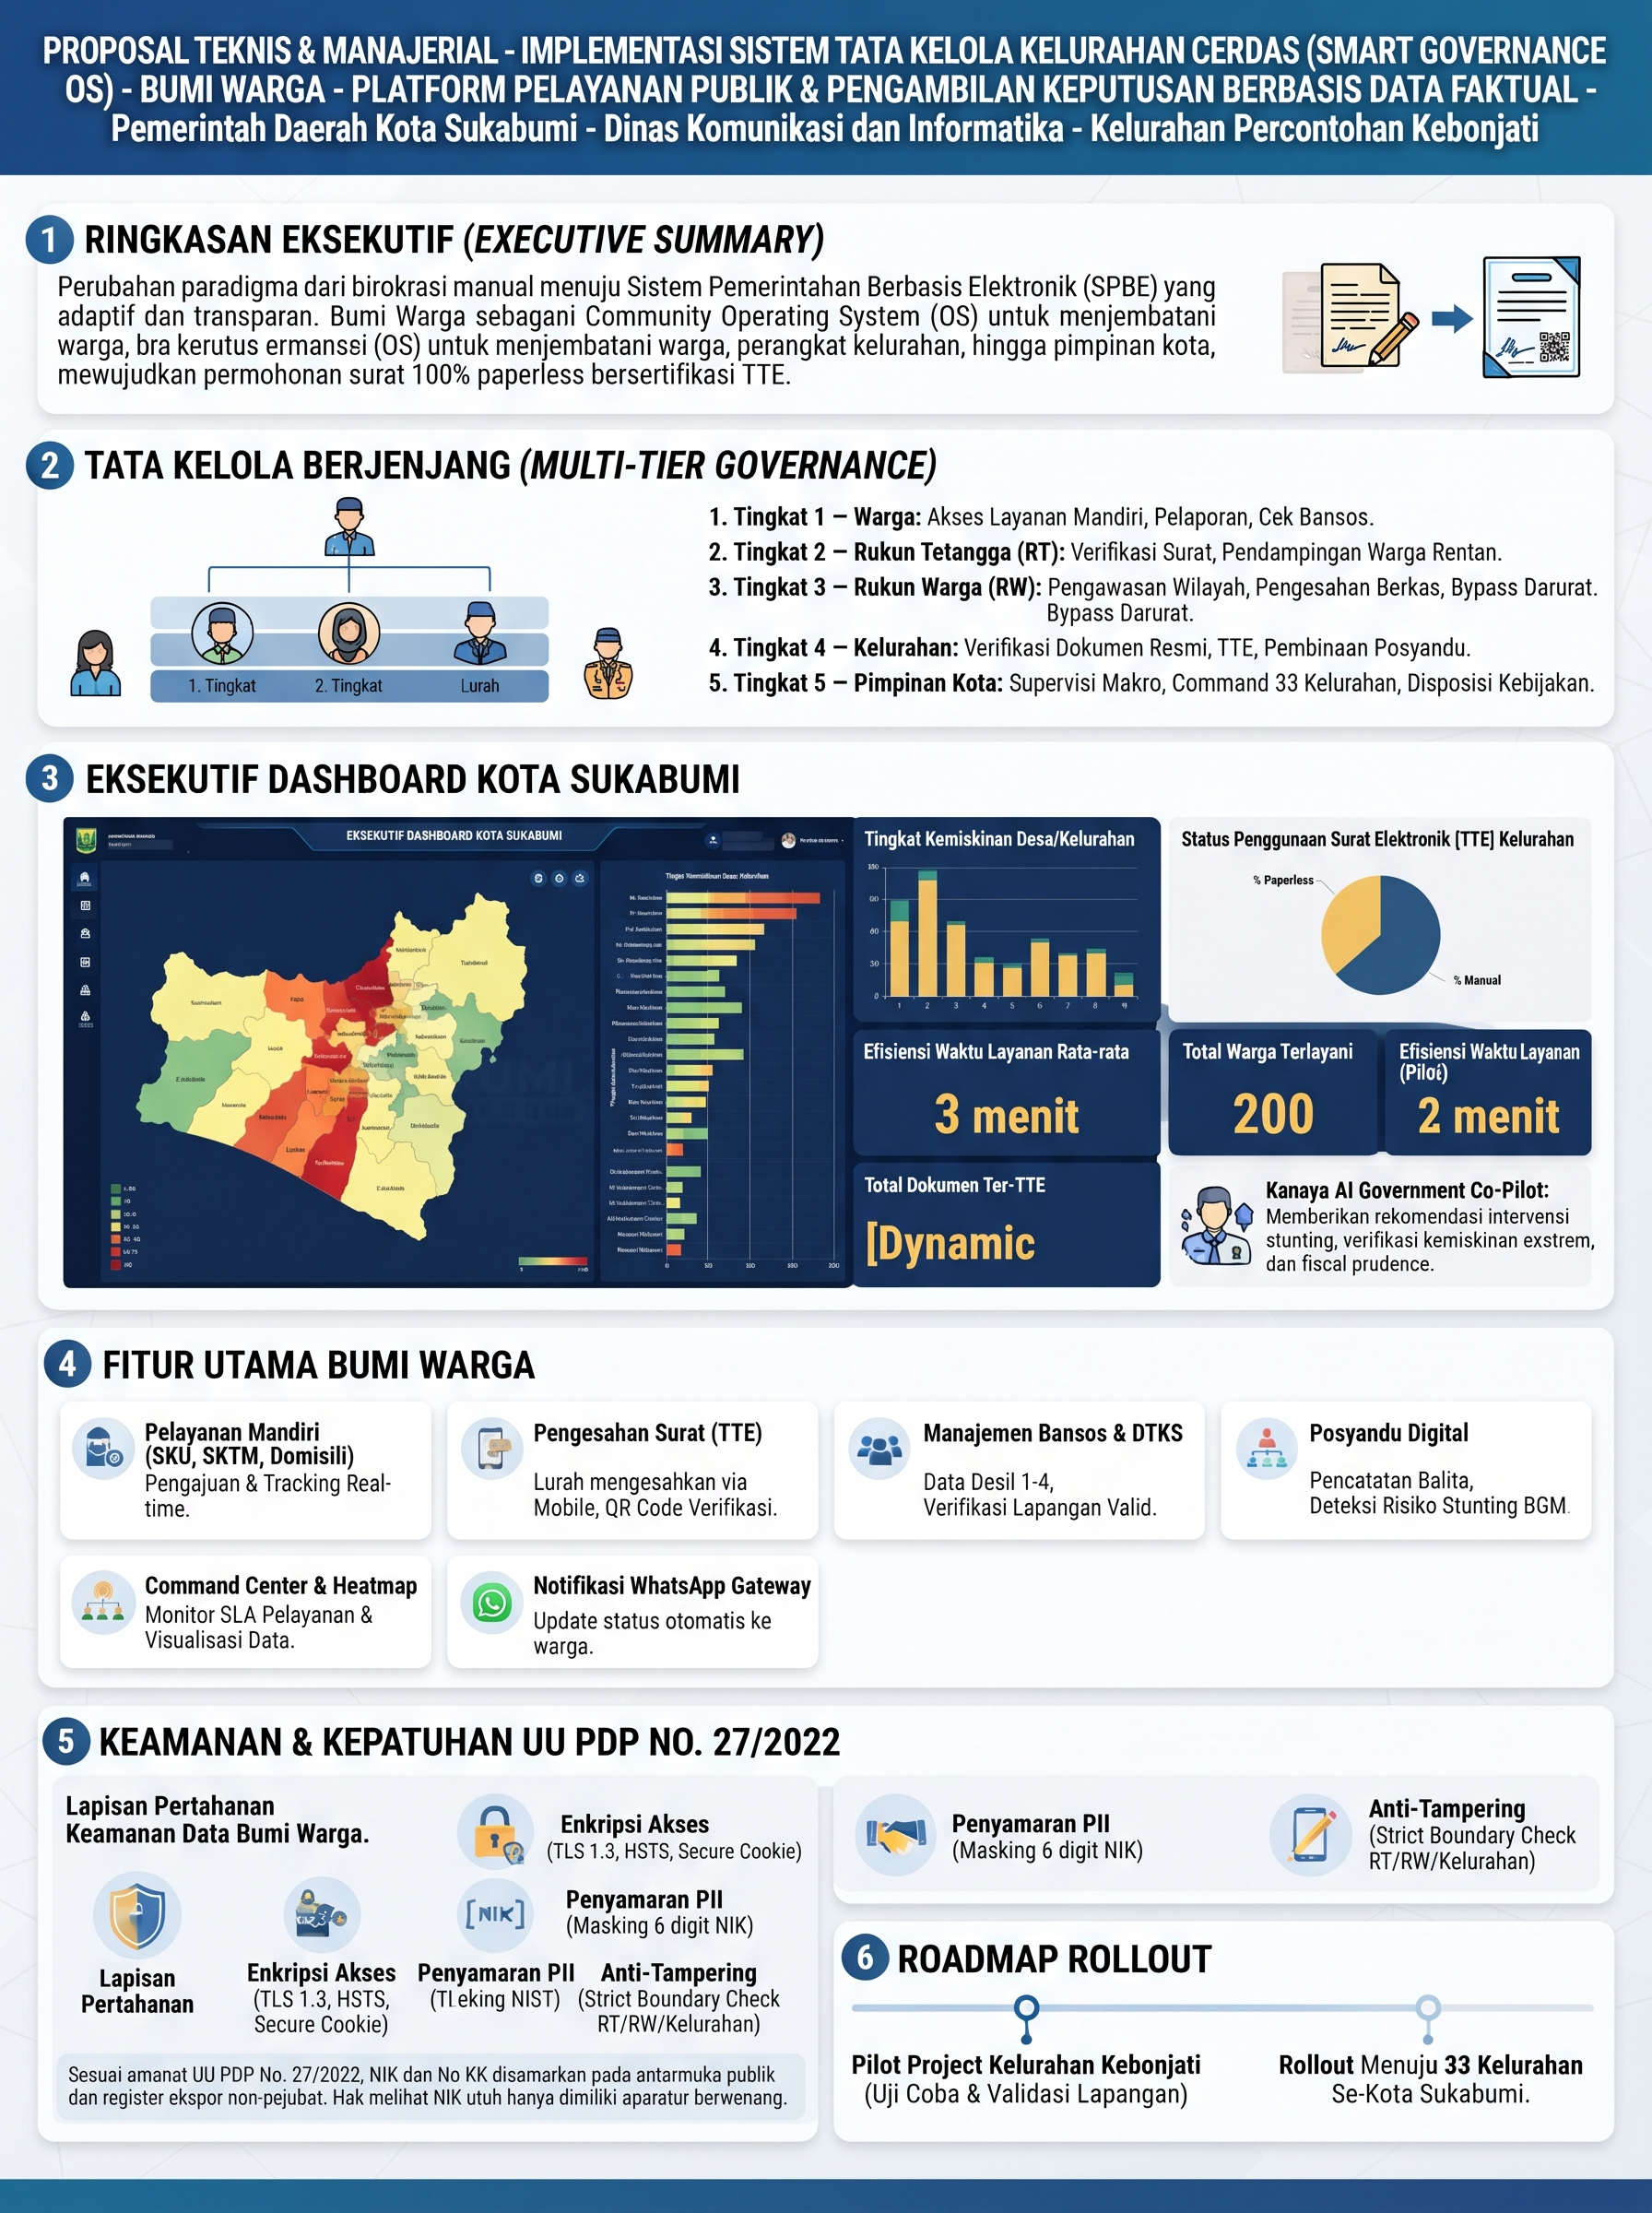 PROPOSAL TEKNIS & MANAJERIAL - IMPLEMENTASI SISTEM TATA KELOLA KELURAHAN CERDAS (SMART GOVERNANCE
OS) - BUMI WARGA - PLATFORM PELAYANAN PUBLIK & PENGAMBILAN KEPUTUSAN BERBASIS DATA FAKTUAL -
Pemerintah Daerah Kota Sukabumi - Dinas Komunikasi dan Informatika - Kelurahan Percontohan Kebonjati
1 RINGKASAN EKSEKUTIF (EXECUTIVE SUMMARY)
Perubahan paradigma dari birokrasi manual menuju Sistem Pemerintahan Berbasis Elektronik (SPBE) yang
adaptif dan transparan. Bumi Warga sebagani Community Operating System (OS) untuk menjembatani
warga, bra kerutus ermanssi (OS) untuk menjembatani warga, perangkat kelurahan, hingga pimpinan kota,
mewujudkan permohonan surat 100% paperless bersertifikasi TTE.
2 TATA KELOLA BERJENJANG (MULTI-TIER GOVERNANCE)
1. Tingkat
2. Tingkat
Lurah
1. Tingkat 1 – Warga: Akses Layanan Mandiri, Pelaporan, Cek Bansos.
2. Tingkat 2 – Rukun Tetangga (RT): Verifikasi Surat, Pendampingan Warga Rentan.
3. Tingkat 3 – Rukun Warga (RW): Pengawasan Wilayah, Pengesahan Berkas, Bypass Darurat.
Bypass Darurat.
4. Tingkat 4 – Kelurahan: Verifikasi Dokumen Resmi, TTE, Pembinaan Posyandu.
5. Tingkat 5 – Pimpinan Kota: Supervisi Makro, Command 33 Kelurahan, Disposisi Kebijakan.
3 EKSEKUTIF DASHBOARD KOTA SUKABUMI
EKSEKUTIF DASHBOARD KOTA SUKABUMI
Tingkat Kemiskinan Desa/Kelurahan
60
30
0
1 2 3 4 5 6 7 8
Status Penggunaan Surat Elektronik [TTE] Kelurahan
% Paperless
% Manual
Efisiensi Waktu Layanan Rata-rata
3 menit
Total Warga Terlayani
200
Efisiensi Waktu Layanan
(Pilot)
2 menit
Total Dokumen Ter-TTE
[Dynamic
Kanaya AI Government Co-Pilot:
Memberikan rekomendasi intervensi
stunting, verifikasi kemiskinan exstrem,
dan fiscal prudence.
4 FITUR UTAMA BUMI WARGA
Pelayanan Mandiri
(SKU, SKTM, Domisili)
Pengajuan & Tracking Real-
time.
Pengesahan Surat (TTE)
Lurah mengesahkan via
Mobile, QR Code Verifikasi.
Manajemen Bansos & DTKS
Data Desil 1-4,
Verifikasi Lapangan Valid.
Posyandu Digital
Pencatatan Balita,
Deteksi Risiko Stunting BGM.
Command Center & Heatmap
Monitor SLA Pelayanan &
Visualisasi Data.
Notifikasi WhatsApp Gateway
Update status otomatis ke
warga.
5 KEAMANAN & KEPATUHAN UU PDP NO. 27/2022
Lapisan Pertahanan
Keamanan Data Bumi Warga.
Enkripsi Akses
(TLS 1.3, HSTS, Secure Cookie)
[NIK]
Penyamaran PII
(Masking 6 digit NIK)
Lapisan
Pertahanan
Enkripsi Akses
(TLS 1.3, HSTS,
Secure Cookie)
Penyamaran PII
(TLeking NIST)
Anti-Tampering
(Strict Boundary Check
RT/RW/Kelurahan)
Sesuai amanat UU PDP No. 27/2022, NIK dan No KK disamarkan pada antarmuka publik
dan register ekspor non-pejubat. Hak melihat NIK utuh hanya dimiliki aparatur berwenang.
Penyamaran PII
(Masking 6 digit NIK)
Anti-Tampering
(Strict Boundary Check
RT/RW/Kelurahan)
6 ROADMAP ROLLOUT
Pilot Project Kelurahan Kebonjati
(Uji Coba & Validasi Lapangan)
Rollout Menuju 33 Kelurahan
Se-Kota Sukabumi.